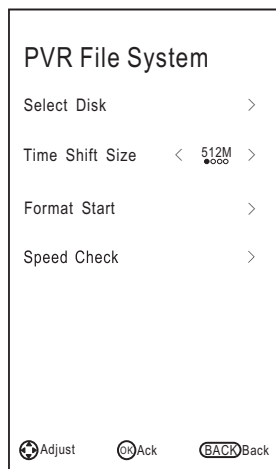 PVR File System
Select Disk >
Time Shift Size < 512M >
Format Start >
Speed Check >
Adjust OK Ack BACK Back